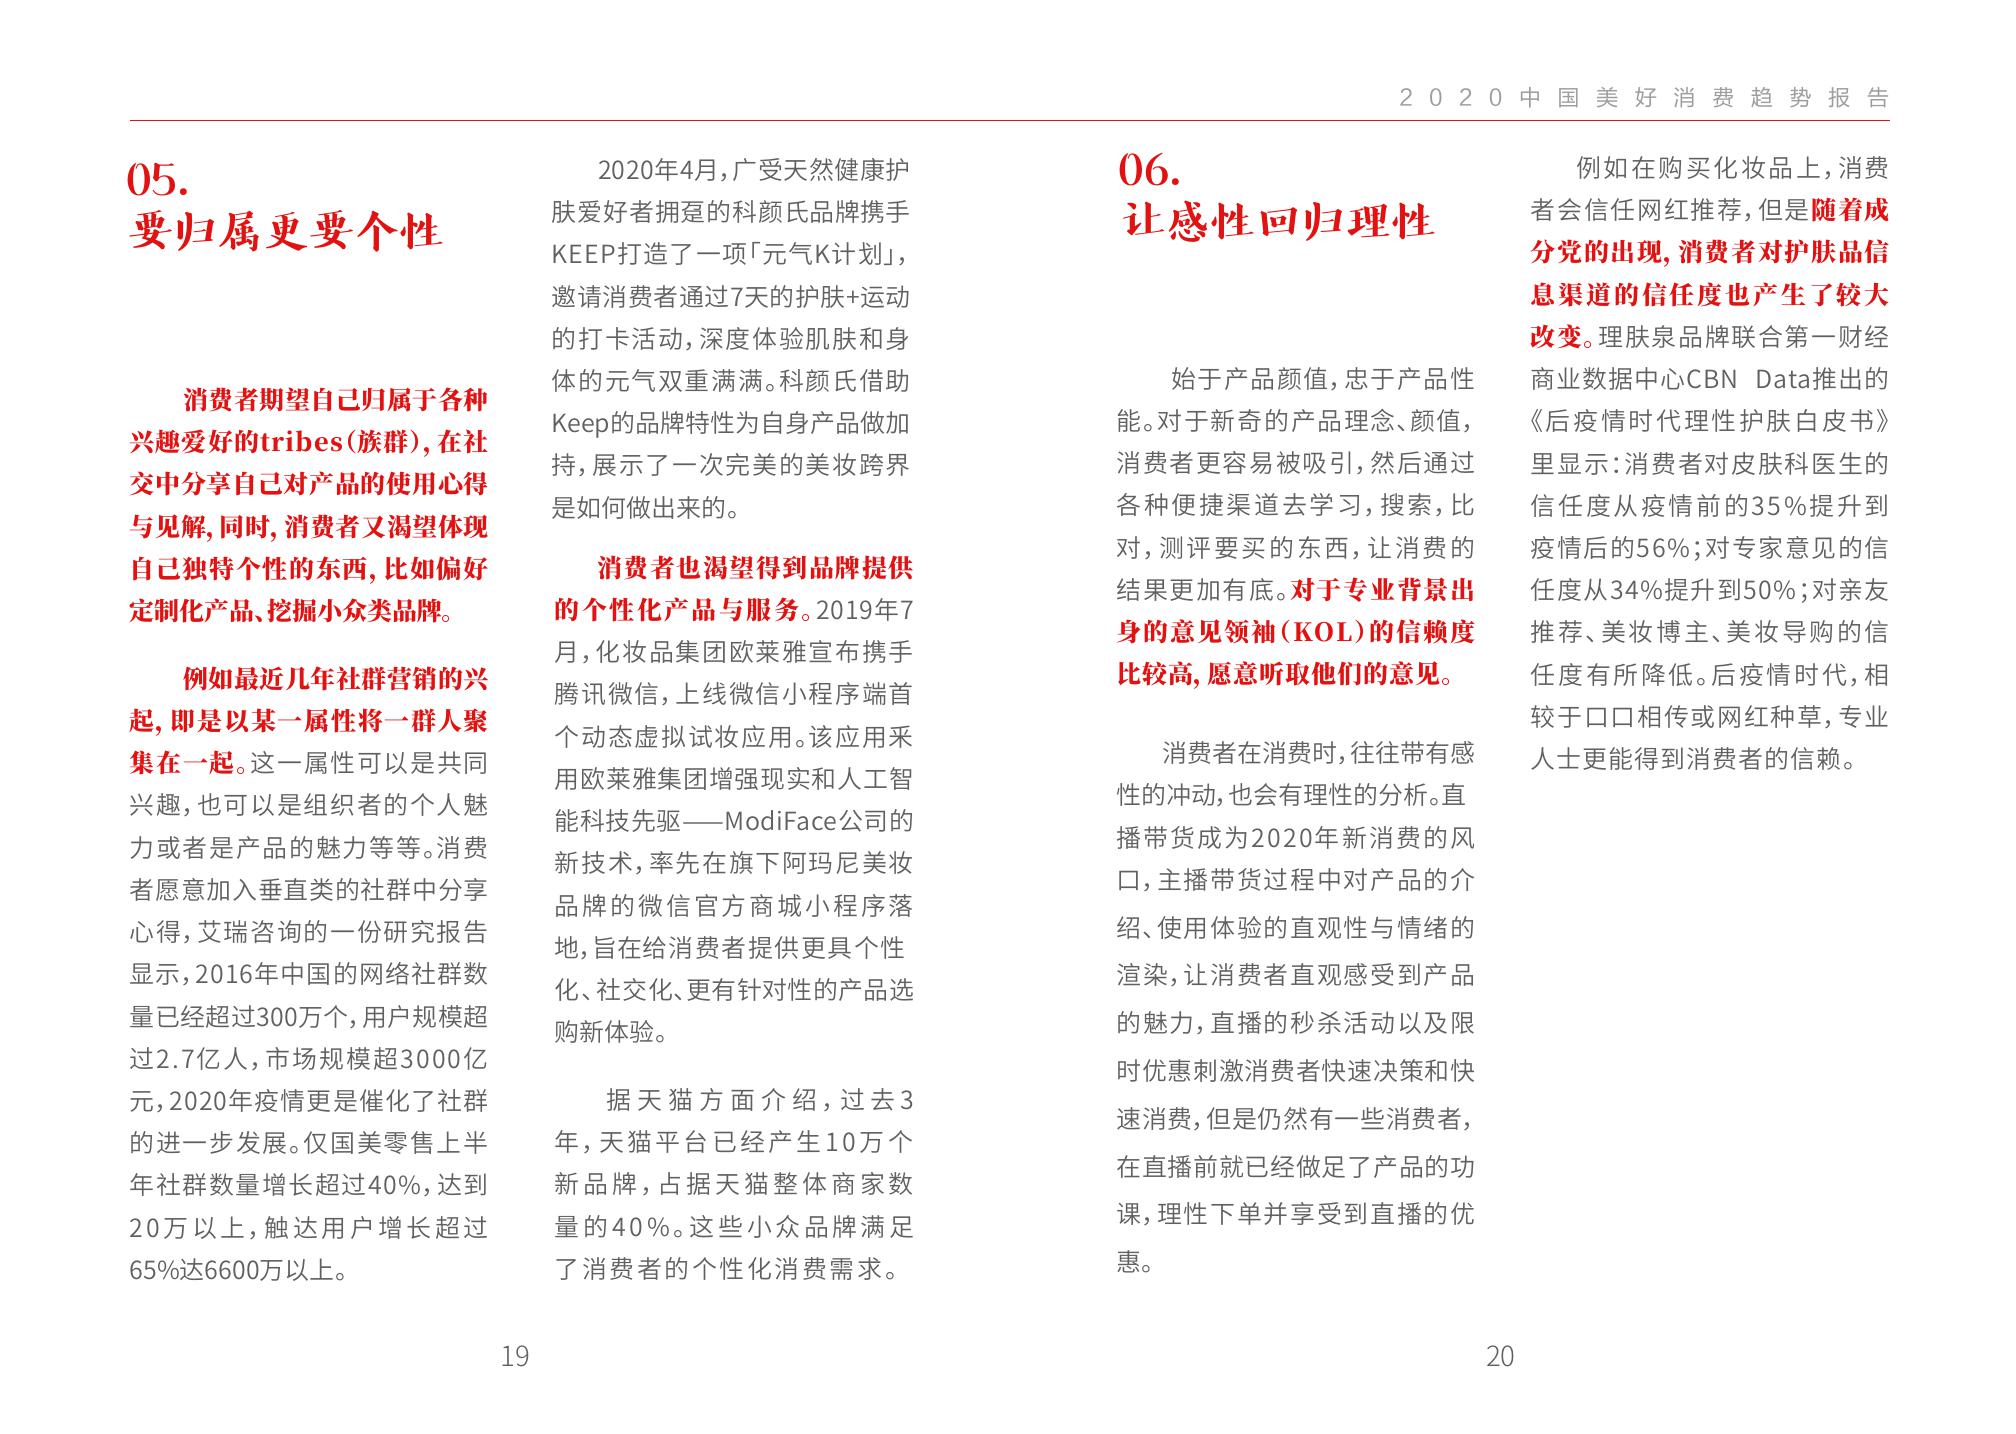 2020中国美好消费趋势报告
05.
要归属更要个性
消费者期望自己归属于各种
兴趣爱好的tribes(族群),在社
交中分享自己对产品的使用心得
与见解,同时,消费者又渴望体现
自己独特个性的东西,比如偏好
定制化产品、挖掘小众类品牌。
例如最近几年社群营销的兴
起,即是以某一属性将一群人聚
集在一起。这一属性可以是共同
兴趣,也可以是组织者的个人魅
力或者是产品的魅力等等。消费
者愿意加入垂直类的社群中分享
心得,艾瑞咨询的一份研究报告
显示,2016年中国的网络社群数
量已经超过300万个,用户规模超
过2.7亿人,市场规模超3000亿
元,2020年疫情更是催化了社群
的进一步发展。仅国美零售上半
年社群数量增长超过40%,达到
20万以上,触达用户增长超过
65%达6600万以上。
2020年4月,广受天然健康护
肤爱好者拥趸的科颜氏品牌携手
KEEP打造了一项「元气K计划」,
邀请消费者通过7天的护肤+运动
的打卡活动,深度体验肌肤和身
体的元气双重满满。科颜氏借助
Keep的品牌特性为自身产品做加
持,展示了一次完美的美妆跨界
是如何做出来的。
消费者也渴望得到品牌提供
的个性化产品与服务。2019年7
月,化妆品集团欧莱雅宣布携手
腾讯微信,上线微信小程序端首
个动态虚拟试妆应用。该应用采
用欧莱雅集团增强现实和人工智
能科技先驱——ModiFace公司的
新技术,率先在旗下阿玛尼美妆
品牌的微信官方商城小程序落
地,旨在给消费者提供更具个性
化、社交化、更有针对性的产品选
购新体验。
据天猫方面介绍,过去3
年,天猫平台已经产生10万个
新品牌,占据天猫整体商家数
量的40%。这些小众品牌满足
了消费者的个性化消费需求。
19
06.
让感性回归理性
始于产品颜值,忠于产品性
能。对于新奇的产品理念、颜值,
消费者更容易被吸引,然后通过
各种便捷渠道去学习,搜索,比
对,测评要买的东西,让消费的
结果更加有底。对于专业背景出
身的意见领袖(KOL)的信赖度
比较高,愿意听取他们的意见。
消费者在消费时,往往带有感
性的冲动,也会有理性的分析。直
播带货成为2020年新消费的风
口,主播带货过程中对产品的介
绍、使用体验的直观性与情绪的
渲染,让消费者直观感受到产品
的魅力,直播的秒杀活动以及限
时优惠刺激消费者快速决策和快
速消费,但是仍然有一些消费者,
在直播前就已经做足了产品的功
课,理性下单并享受到直播的优
惠。
例如在购买化妆品上,消费
者会信任网红推荐,但是随着成
分党的出现,消费者对护肤品信
息渠道的信任度也产生了较大
改变。理肤泉品牌联合第一财经
商业数据中心CBN Data推出的
《后疫情时代理性护肤白皮书》
里显示:消费者对皮肤科医生的
信任度从疫情前的35%提升到
疫情后的56%;对专家意见的信
任度从34%提升到50%;对亲友
推荐、美妆博主、美妆导购的信
任度有所降低。后疫情时代,相
较于口口相传或网红种草,专业
人士更能得到消费者的信赖。
20